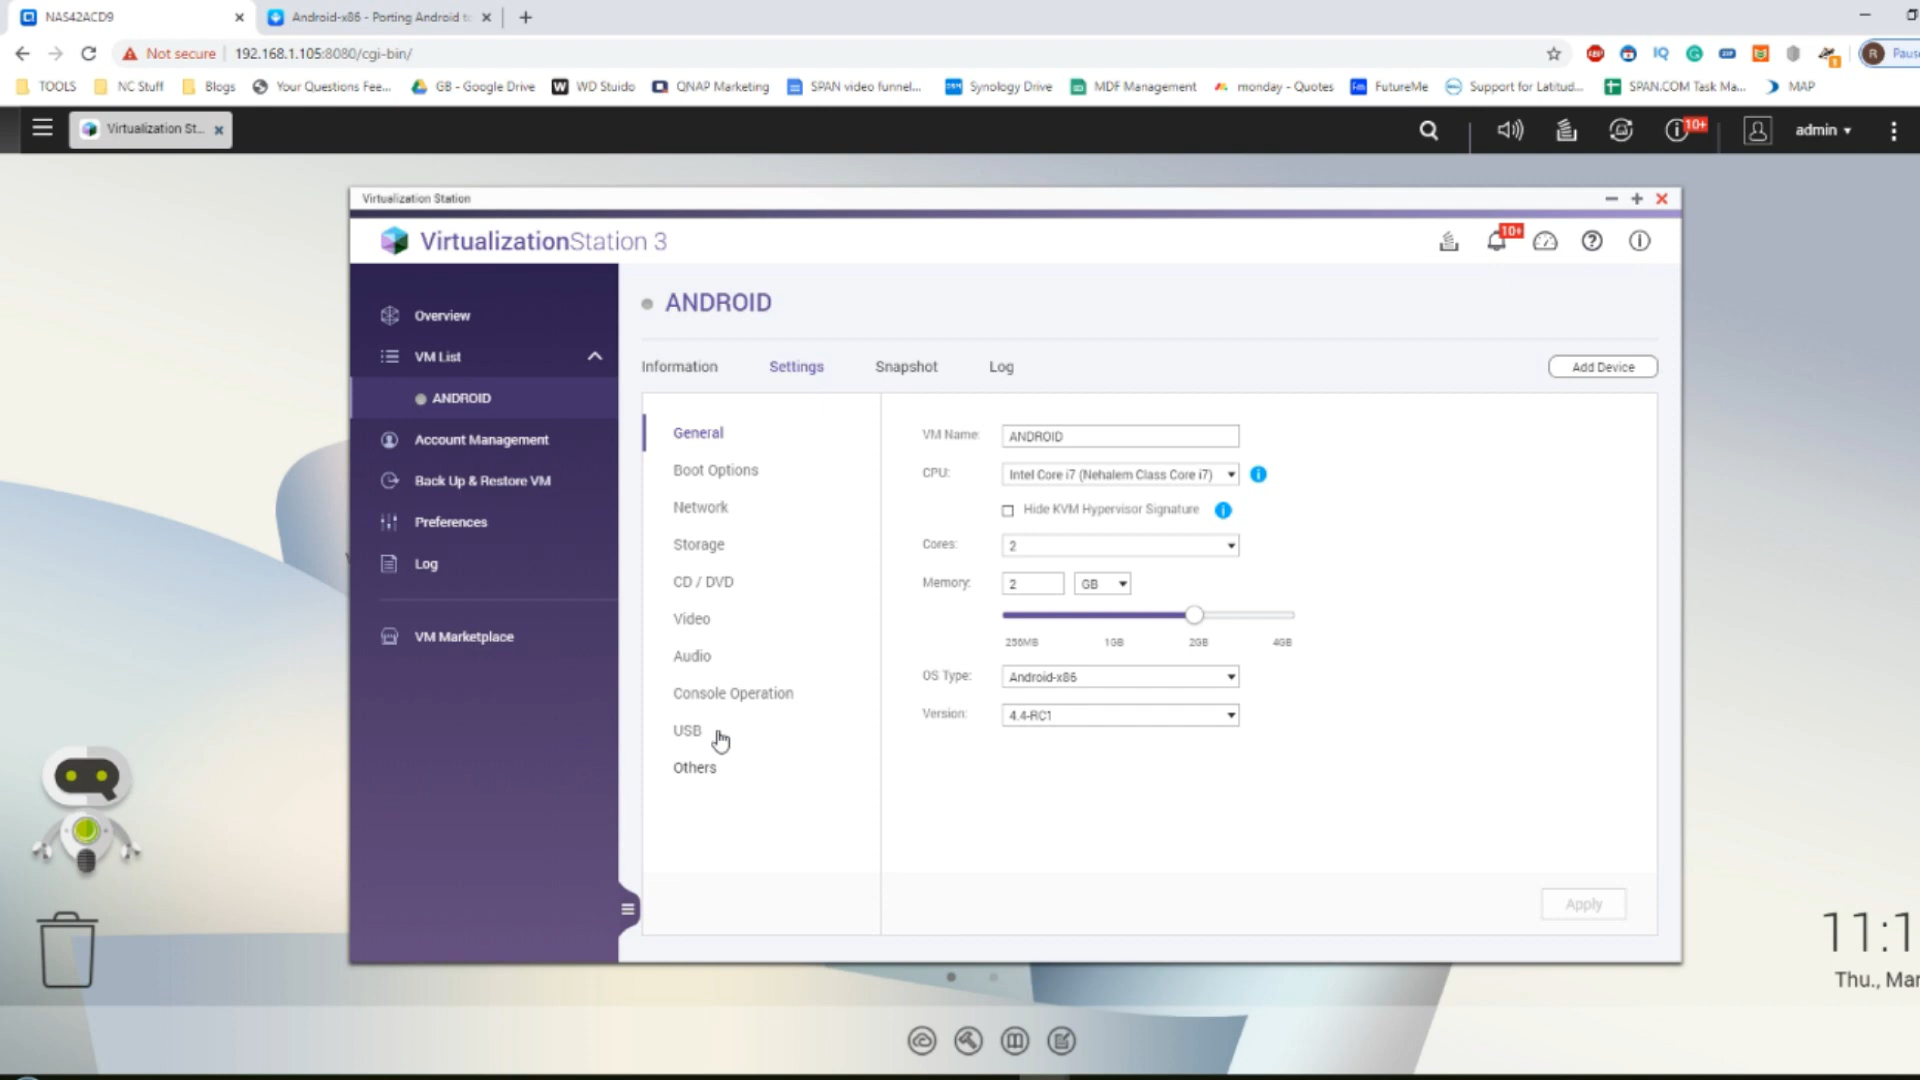 NAS42ACD9
Android-x86 - Porting Android t
Not secure 192.168.1.105:8080/cgi-bin/
IQ
R Pause
TOOLS NC Stuff Blogs Your Questions Fee... GB - Google Drive WD Stuido QNAP Marketing SPAN video funnel... Synology Drive MDF Management monday - Quotes FutureMe Support for Latitud... SPAN.COM Task Ma... MAP
Virtualization St...
10+
admin
Virtualization Station
VirtualizationStation 3
10+
Overview
VM List
ANDROID
Account Management
Back Up & Restore VM
Preferences
Log
VM Marketplace
ANDROID
Information Settings Snapshot Log
Add Device
General
Boot Options
Network
Storage
CD / DVD
Video
Audio
Console Operation
USB
Others
VM Name: ANDROID
CPU: Intel Core i7 (Nehalem Class Core i7)
Hide KVM Hypervisor Signature
Cores: 2
Memory: 2 GB
256MB 1GB 2GB 4GB
OS Type: Android-x86
Version: 4.4-RC1
Apply
11:1
Thu., Mar